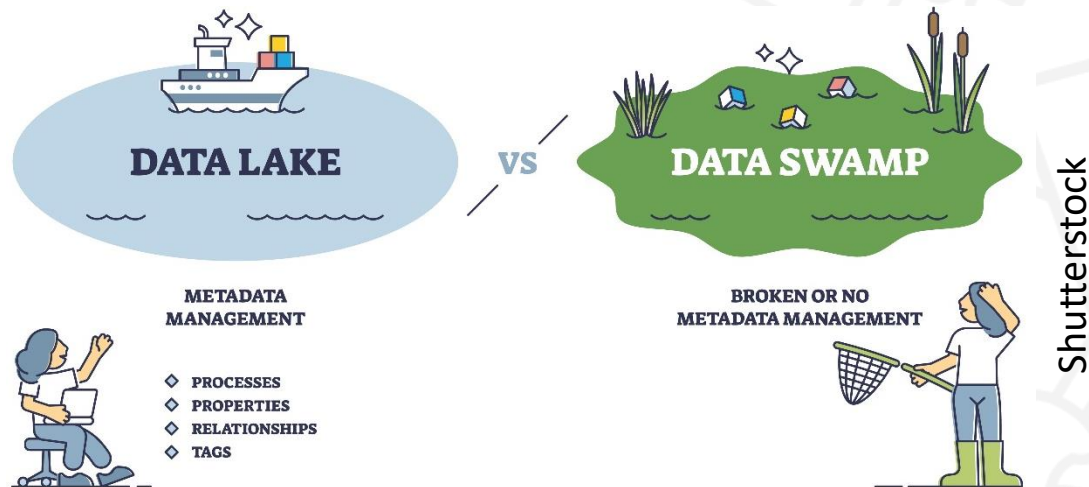 DATA LAKE
VS
DATA SWAMP
METADATA
MANAGEMENT
PROCESSES
PROPERTIES
RELATIONSHIPS
TAGS
BROKEN OR NO
METADATA MANAGEMENT
Shutterstock